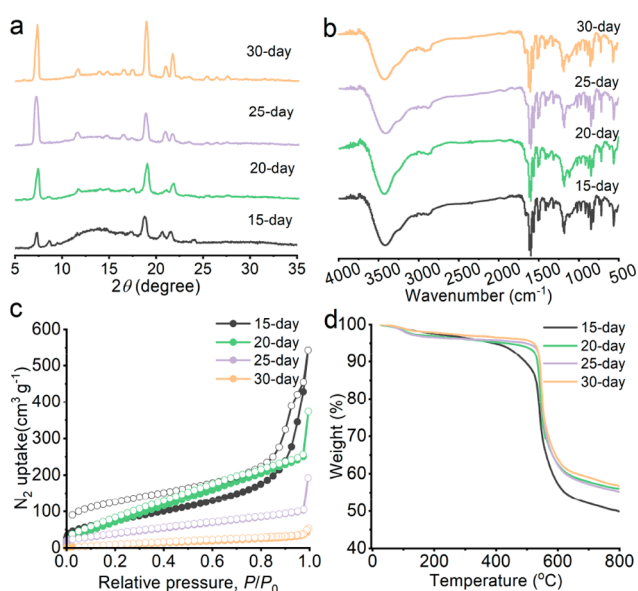 a
30-day
25-day
20-day
15-day
5 10 15 20 25 30 35
2θ (degree)
b
30-day
25-day
20-day
15-day
4000 3500 3000 2500 2000 1500 1000 500
Wavenumber (cm⁻¹)
c
600
500
400
300
200
100
0
N₂ uptake(cm³ g⁻¹)
15-day
20-day
25-day
30-day
0.0 0.2 0.4 0.6 0.8 1.0
Relative pressure, P/P₀
d
100
90
80
70
60
50
40
Weight (%)
15-day
20-day
25-day
30-day
200 400 600 800
Temperature (°C)